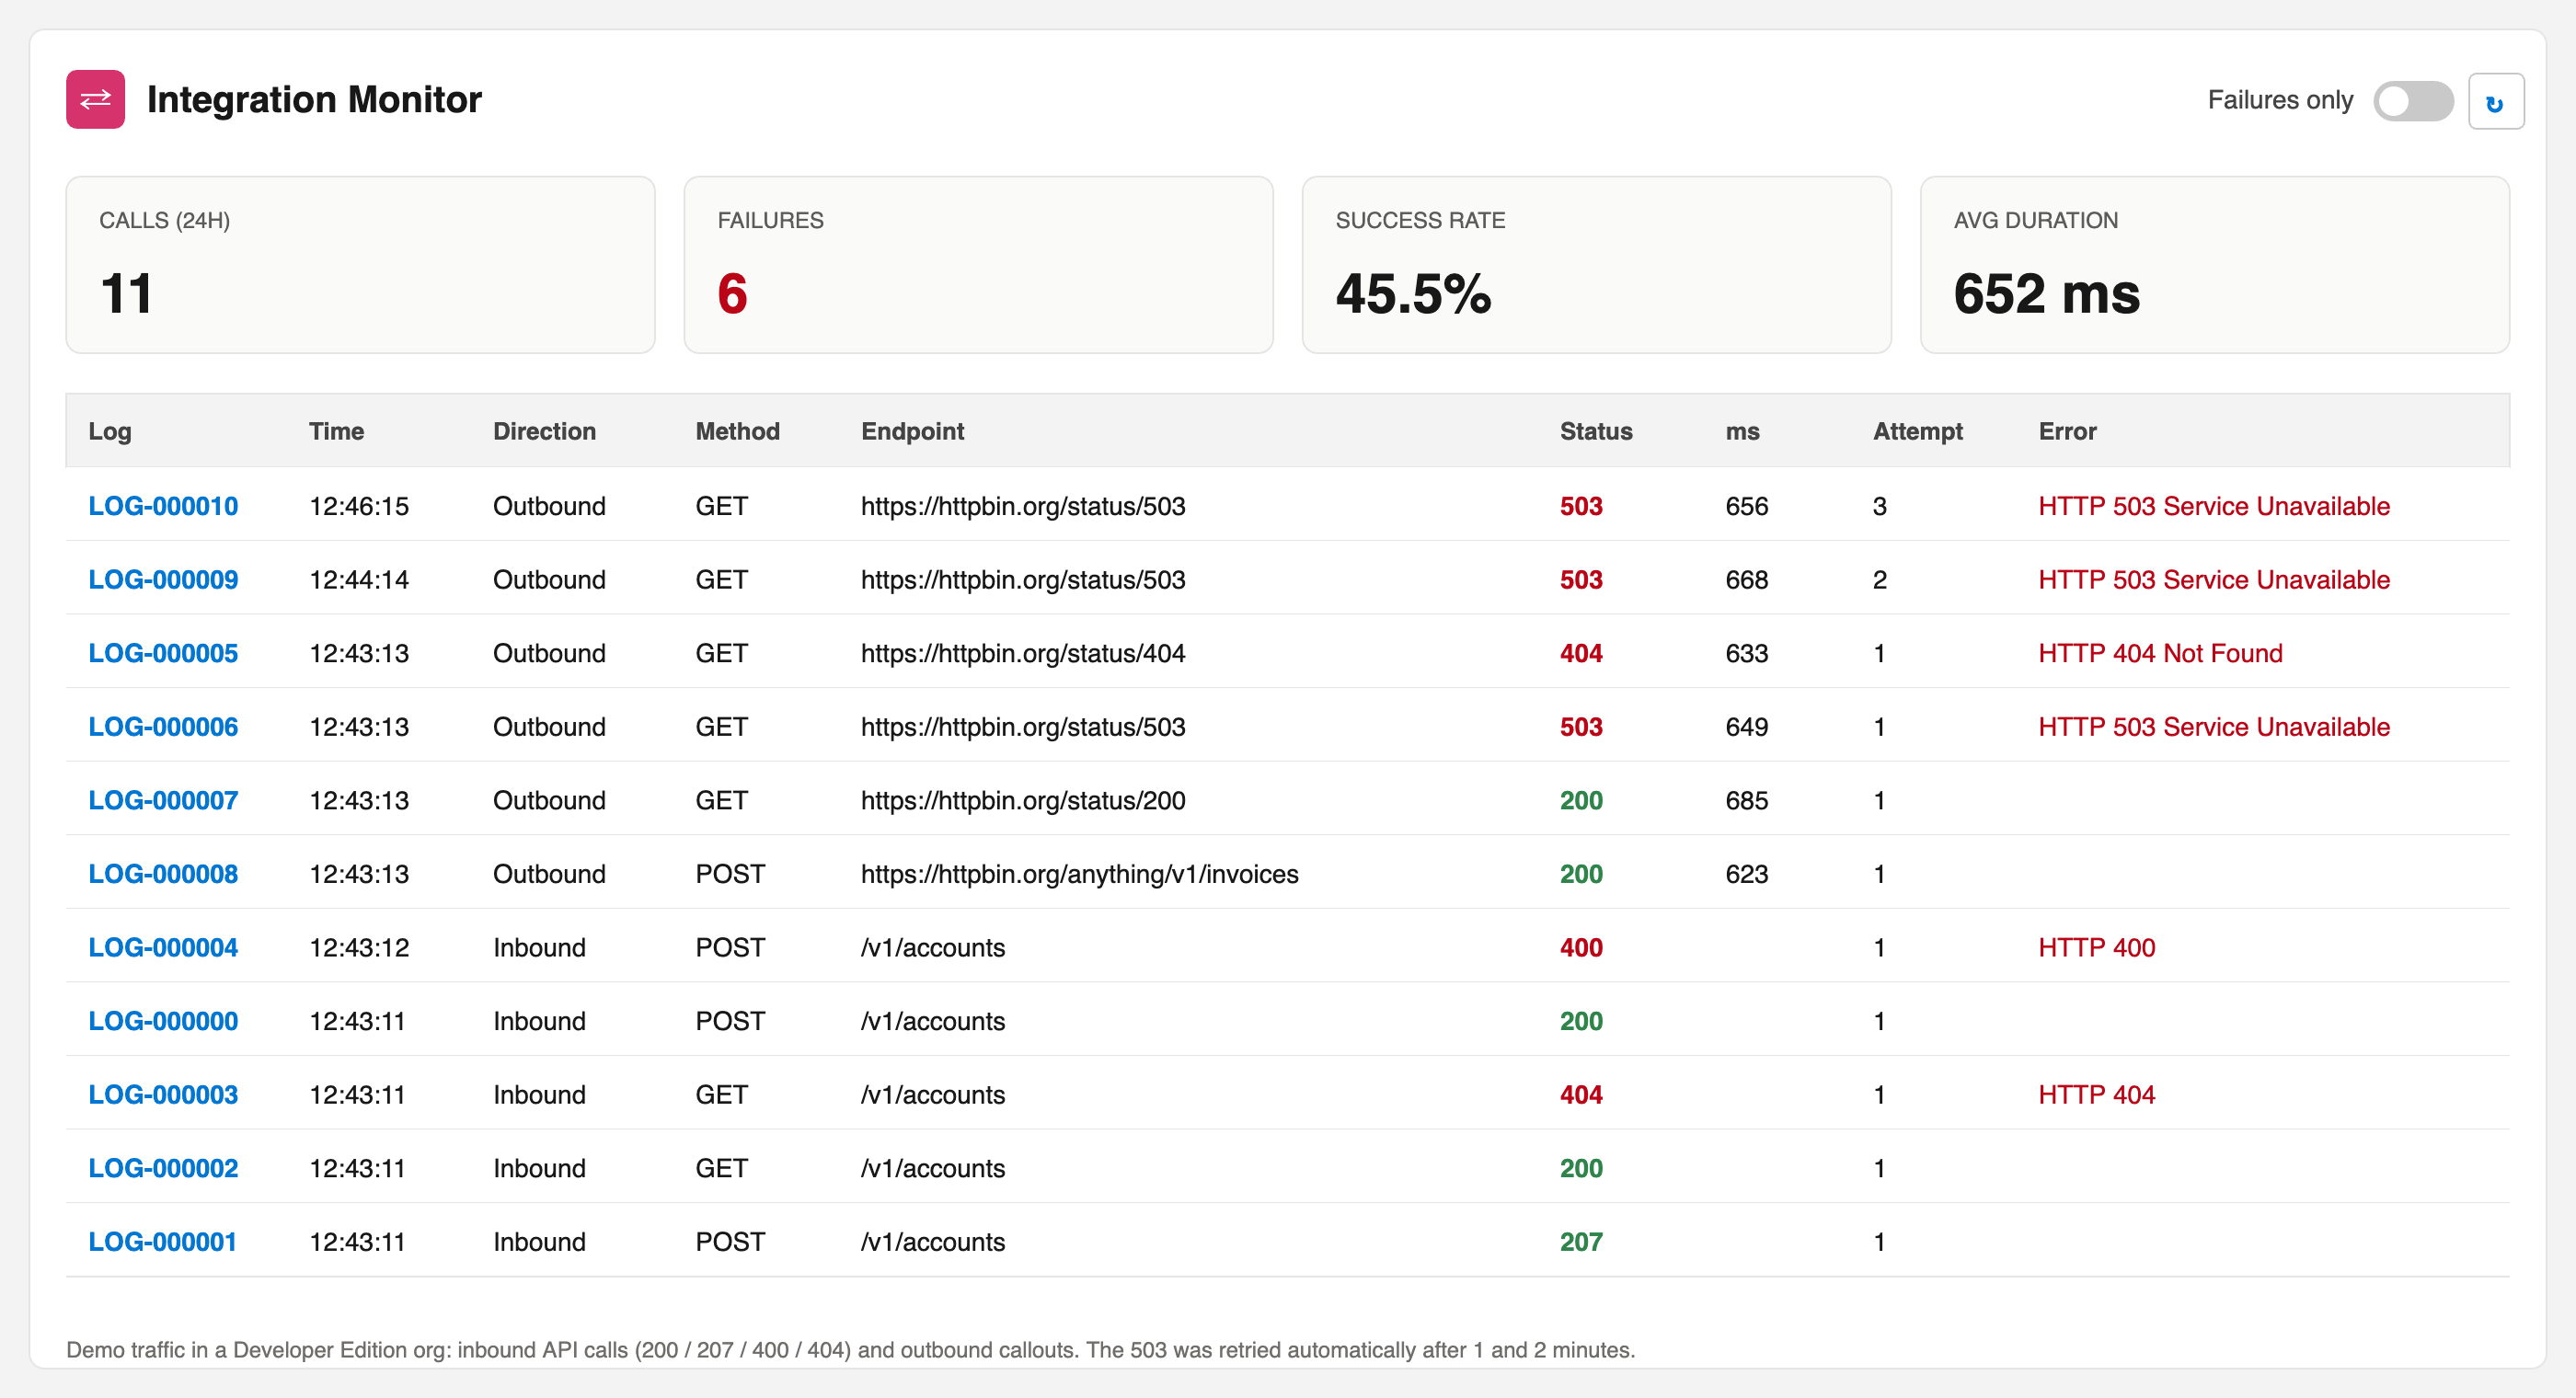 Integration Monitor
Failures only
CALLS (24H) FAILURES SUCCESS RATE AVG DURATION
11 6 45.5% 652 ms
Log Time Direction Method Endpoint Status ms Attempt Error
LOG-000010 12:46:15 Outbound GET https://httpbin.org/status/503 503 656 3 HTTP 503 Service Unavailable
LOG-000009 12:44:14 Outbound GET https://httpbin.org/status/503 503 668 2 HTTP 503 Service Unavailable
LOG-000005 12:43:13 Outbound GET https://httpbin.org/status/404 404 633 1 HTTP 404 Not Found
LOG-000006 12:43:13 Outbound GET https://httpbin.org/status/503 503 649 1 HTTP 503 Service Unavailable
LOG-000007 12:43:13 Outbound GET https://httpbin.org/status/200 200 685 1
LOG-000008 12:43:13 Outbound POST https://httpbin.org/anything/v1/invoices 200 623 1
LOG-000004 12:43:12 Inbound POST /v1/accounts 400 1 HTTP 400
LOG-000000 12:43:11 Inbound POST /v1/accounts 200 1
LOG-000003 12:43:11 Inbound GET /v1/accounts 404 1 HTTP 404
LOG-000002 12:43:11 Inbound GET /v1/accounts 200 1
LOG-000001 12:43:11 Inbound POST /v1/accounts 207 1
Demo traffic in a Developer Edition org: inbound API calls (200 / 207 / 400 / 404) and outbound callouts. The 503 was retried automatically after 1 and 2 minutes.